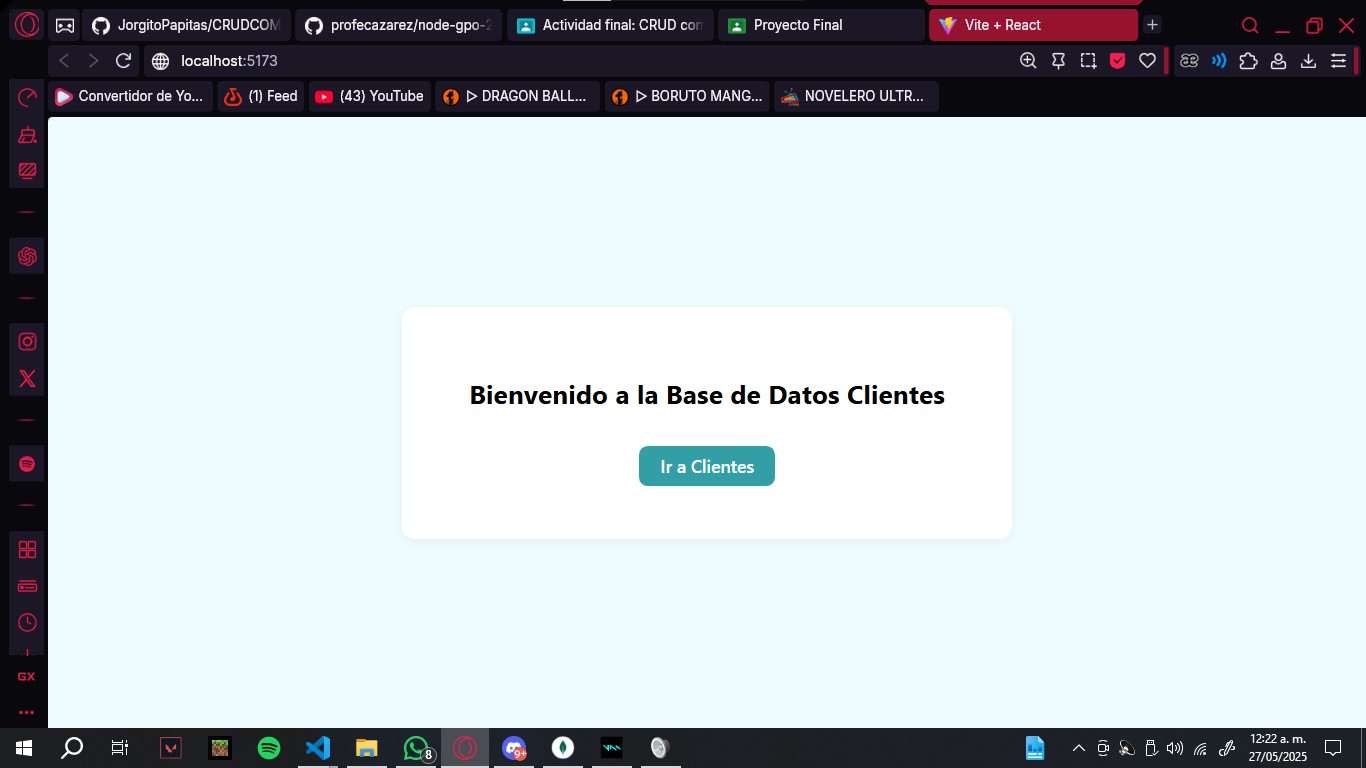 JorgitoPapitas/CRUDCOM
profecazarez/node-gpo-2
Actividad final: CRUD con
Proyecto Final
Vite + React
localhost:5173
Convertidor de Yo...
(1) Feed
(43) YouTube
ᐅ DRAGON BALL...
ᐅ BORUTO MANG...
NOVELERO ULTR...
Bienvenido a la Base de Datos Clientes
Ir a Clientes
GX
8
9+
12:22 a. m.
27/05/2025